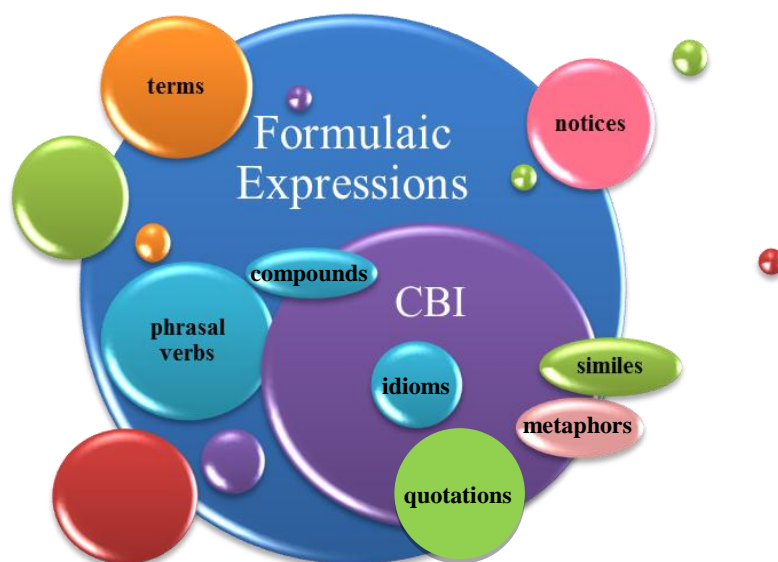 terms
notices
Formulaic
Expressions
compounds
CBI
phrasal
verbs
similes
idioms
metaphors
quotations